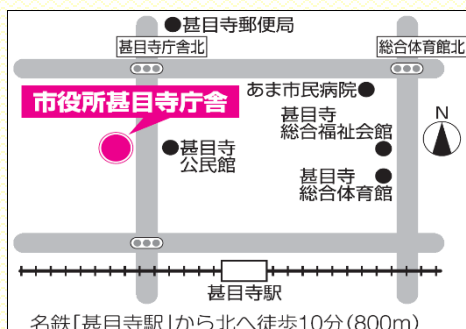 甚目寺郵便局
甚目寺庁舎北
総合体育館北
市役所甚目寺庁舎
あま市民病院
甚目寺
総合福祉会館
N
甚目寺
公民館
甚目寺
総合体育館
甚目寺駅
名鉄「甚目寺駅」から北へ徒歩10分(800m)